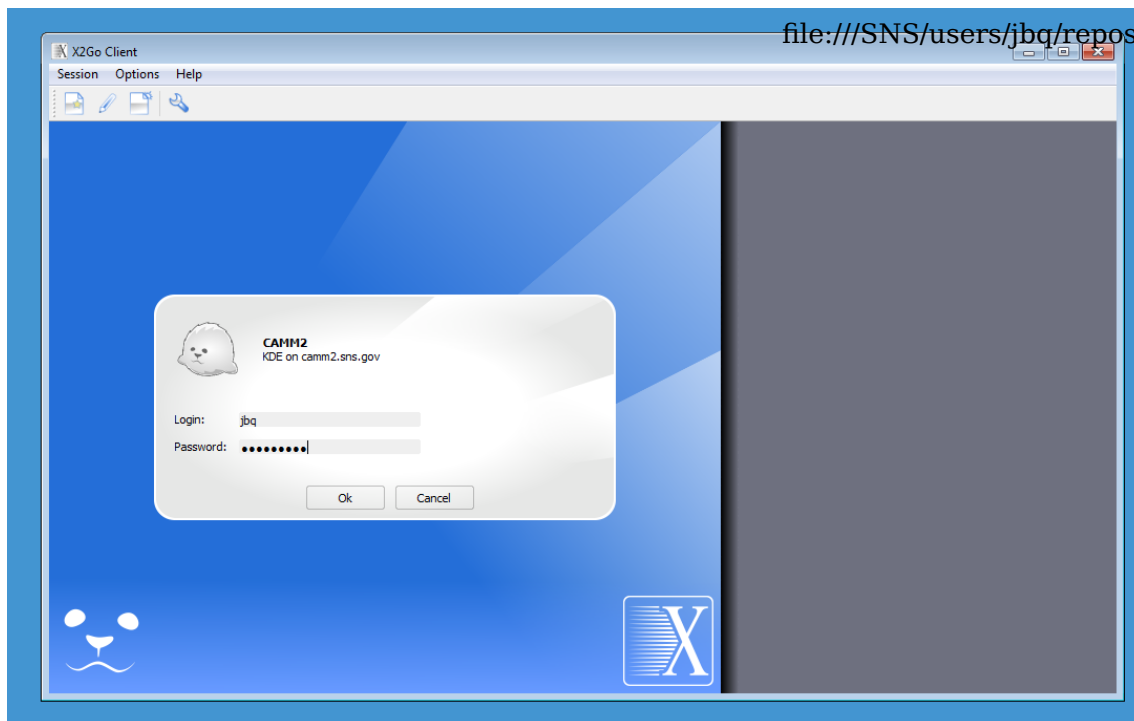 file:///SNS/users/jbq/repos
X2Go Client
Session Options Help
CAMM2
KDE on camm2.sns.gov
Login: jbq
Password: ●●●●●●●●●
Ok Cancel
X